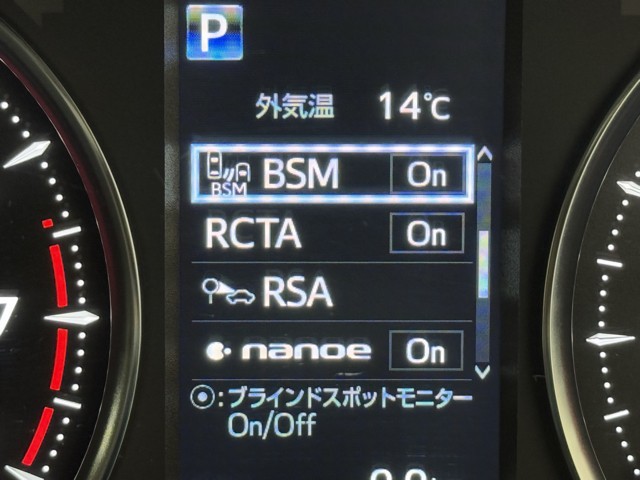 P
外気温 14℃
BSM BSM On
RCTA On
RSA
nanoe On
:ブラインドスポットモニター
On/Off